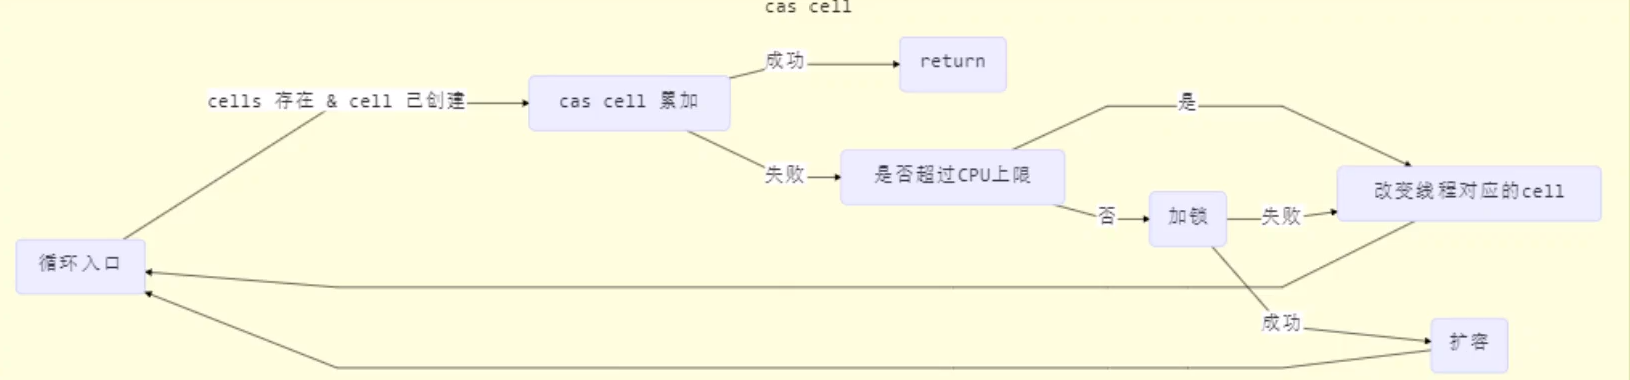 cas cell
成功
return
cells 存在 & cell 已创建
cas cell 累加
是
失败
是否超过CPU上限
改变线程对应的cell
否
加锁
失败
循环入口
成功
扩容